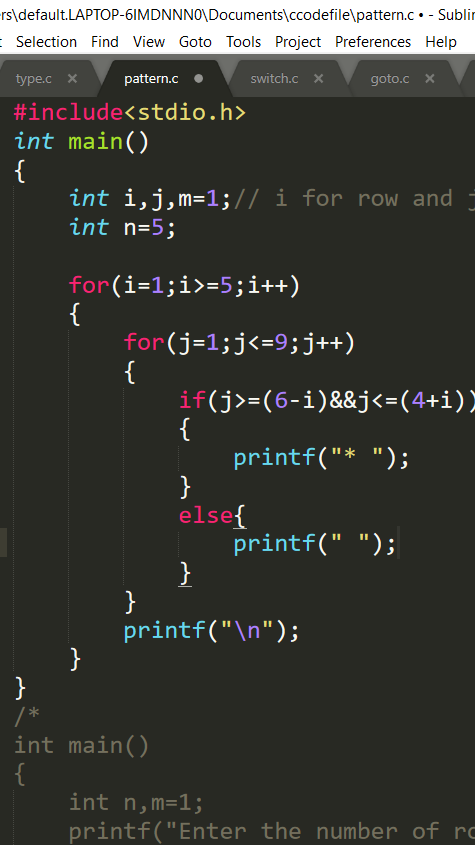 rs\default.LAPTOP-6IMDNNN0\Documents\ccodefile\pattern.c • - Sublin
t Selection Find View Goto Tools Project Preferences Help
type.c × pattern.c ● switch.c × goto.c ×
#include<stdio.h>
int main()
{
    int i,j,m=1;// i for row and j
    int n=5;
    for(i=1;i>=5;i++)
    {
        for(j=1;j<=9;j++)
        {
            if(j>=(6-i)&&j<=(4+i))
            {
                printf("* ");
            }
            else{
                printf(" ");
            }
        }
        printf("\n");
    }
}
/*
int main()
{
    int n,m=1;
    printf("Enter the number of ro